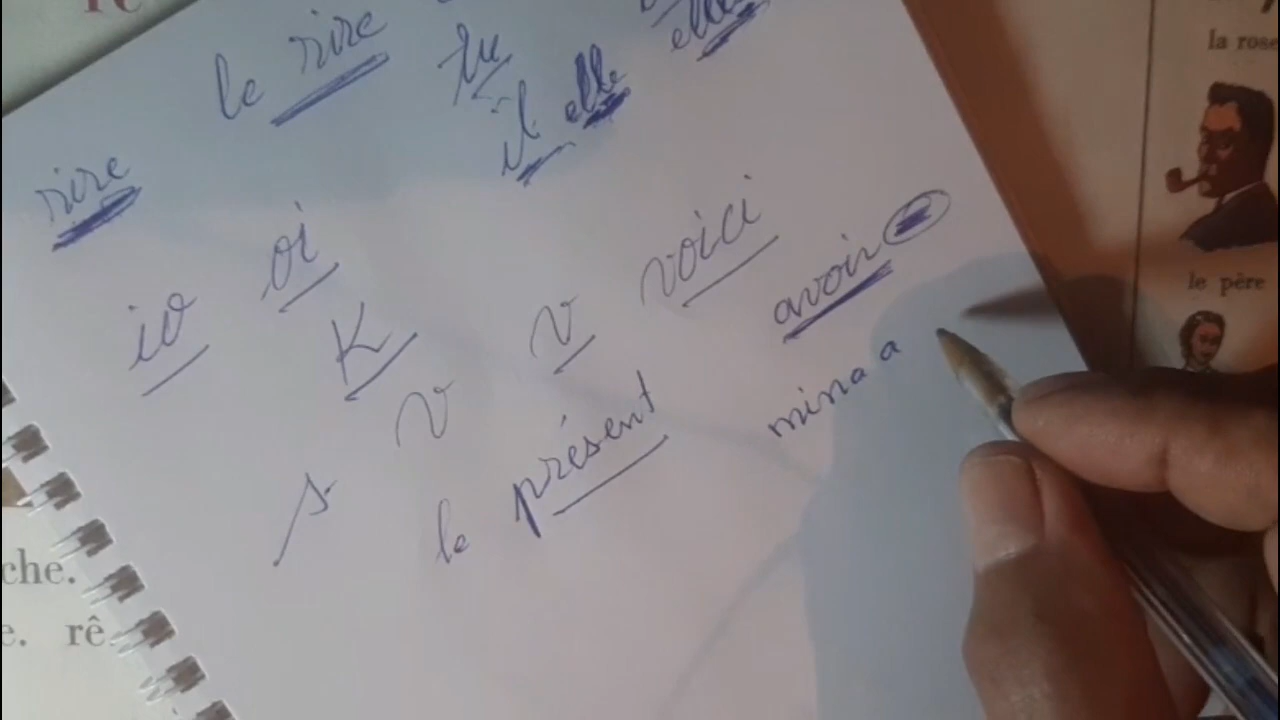 le rire
tu
il elle
elle
rire
io
oi
K
v
v
voici
avoir
s
le présent
mina a
la rose
le père
che.
e. rê